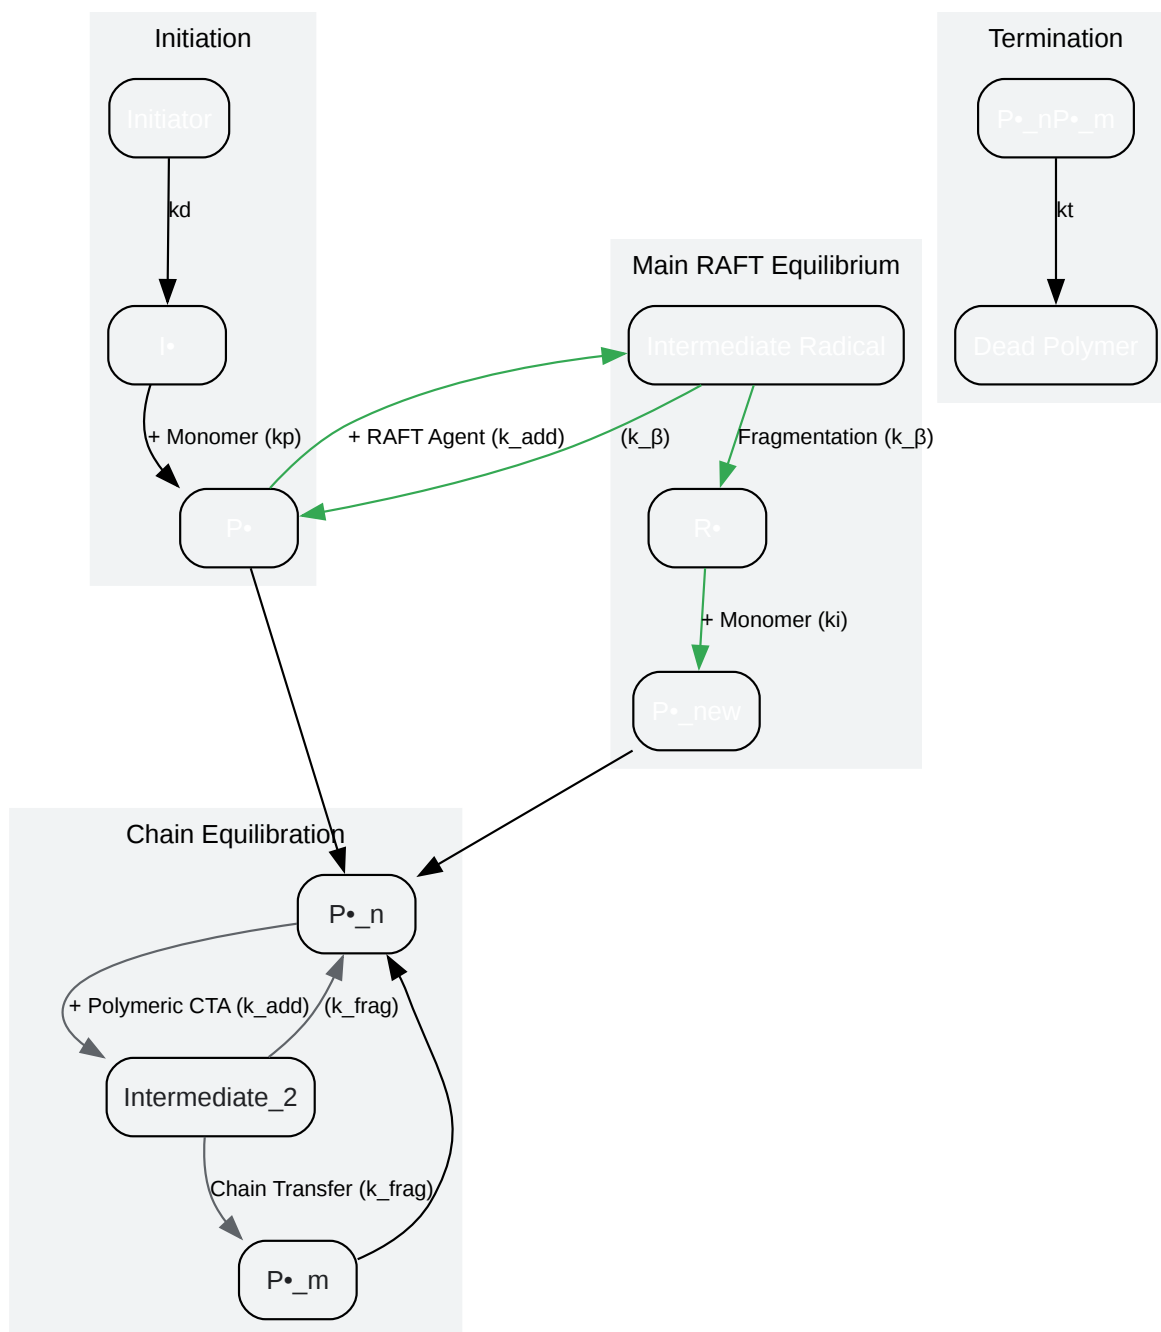 Initiation
Initiator
kd
I•
+ Monomer (kp)
P•
Main RAFT Equilibrium
Intermediate Radical
+ RAFT Agent (k_add)
(k_β)
Fragmentation (k_β)
R•
+ Monomer (ki)
P•_new
Termination
P•_nP•_m
kt
Dead Polymer
Chain Equilibration
P•_n
+ Polymeric CTA (k_add)
(k_frag)
Intermediate_2
Chain Transfer (k_frag)
P•_m